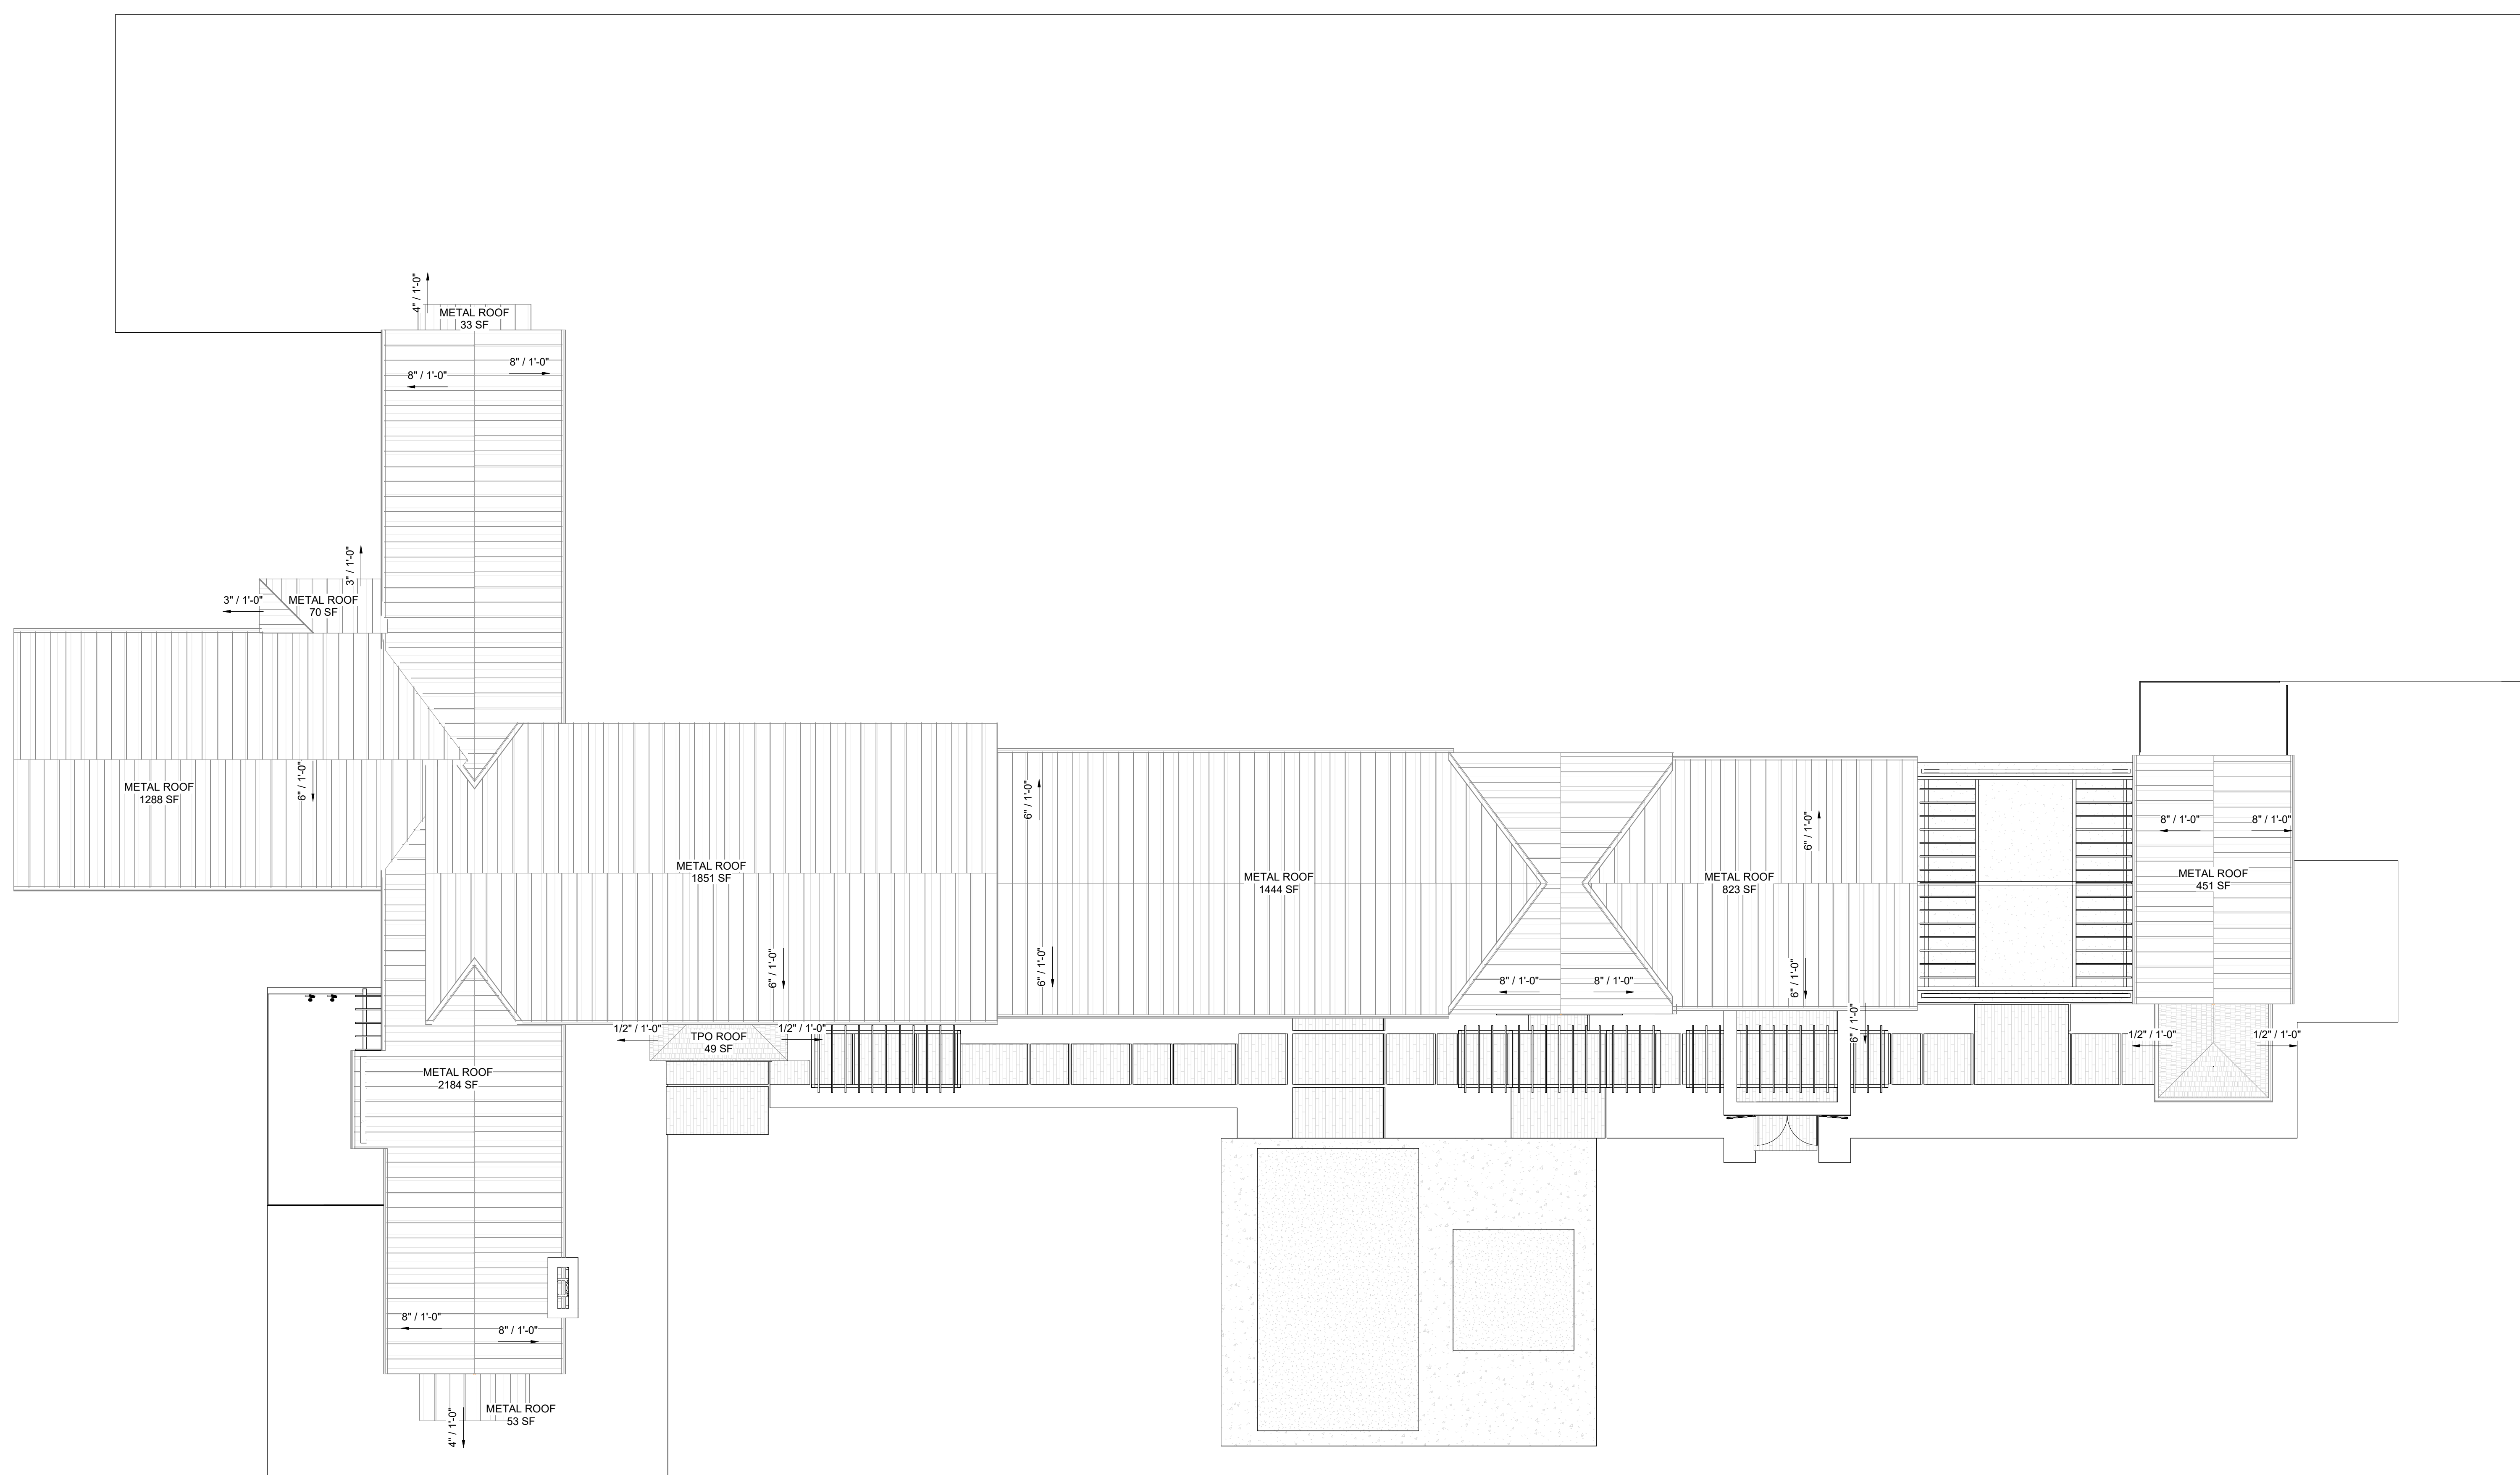 4" / 1'-0"
METAL ROOF
33 SF
8" / 1'-0"
8" / 1'-0"
3" / 1'-0"
3" / 1'-0"
METAL ROOF
70 SF
6" / 1'-0"
METAL ROOF
1288 SF
METAL ROOF
1851 SF
6" / 1'-0"
6" / 1'-0"
6" / 1'-0"
METAL ROOF
1444 SF
8" / 1'-0"
8" / 1'-0"
6" / 1'-0"
METAL ROOF
823 SF
6" / 1'-0"
6" / 1'-0"
8" / 1'-0"
8" / 1'-0"
METAL ROOF
451 SF
1/2" / 1'-0"
1/2" / 1'-0"
1/2" / 1'-0"
1/2" / 1'-0"
TPO ROOF
49 SF
METAL ROOF
2184 SF
8" / 1'-0"
8" / 1'-0"
4" / 1'-0"
METAL ROOF
53 SF